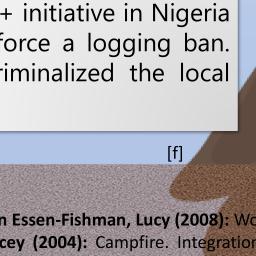 + initiative in Nigeria
force a logging ban.
riminalized the local
[f]
n Essen-Fishman, Lucy (2008): Wo
cey (2004): Campfire. Integration